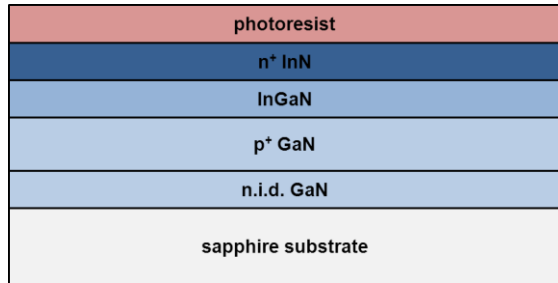 photoresist
n⁺ InN
InGaN
p⁺ GaN
n.i.d. GaN
sapphire substrate